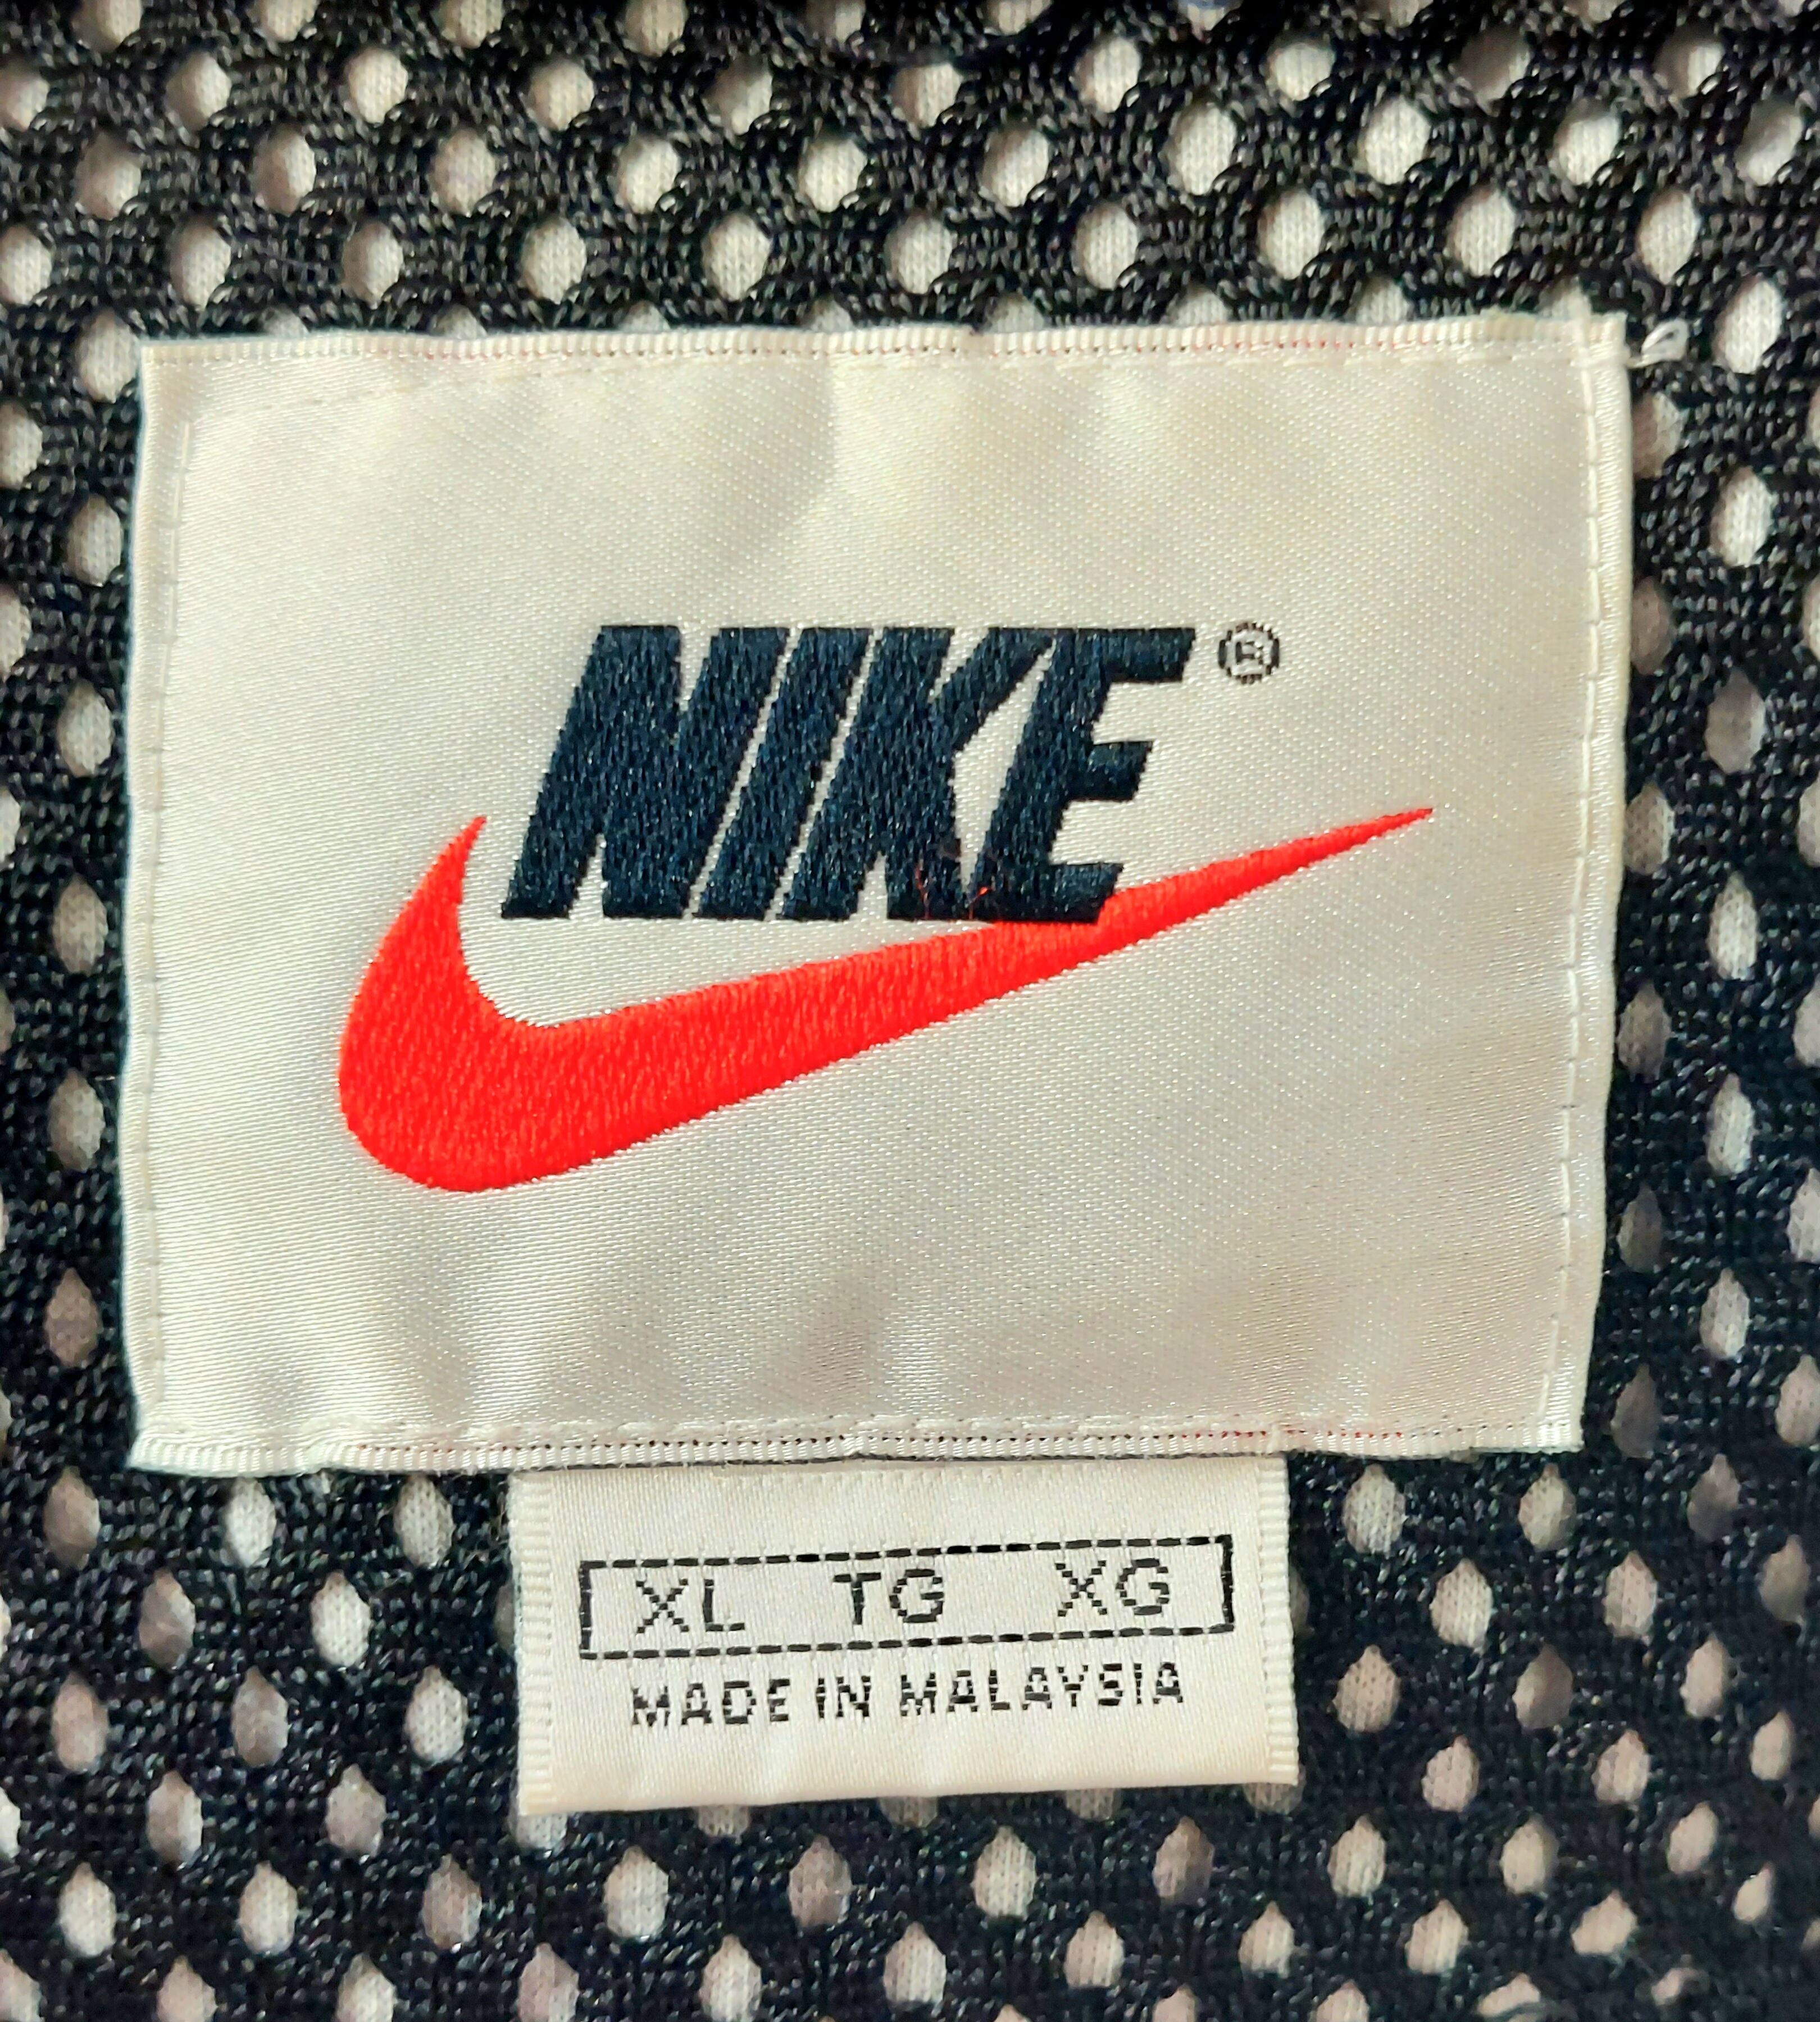 NIKE®
XL TG XG
MADE IN MALAYSIA